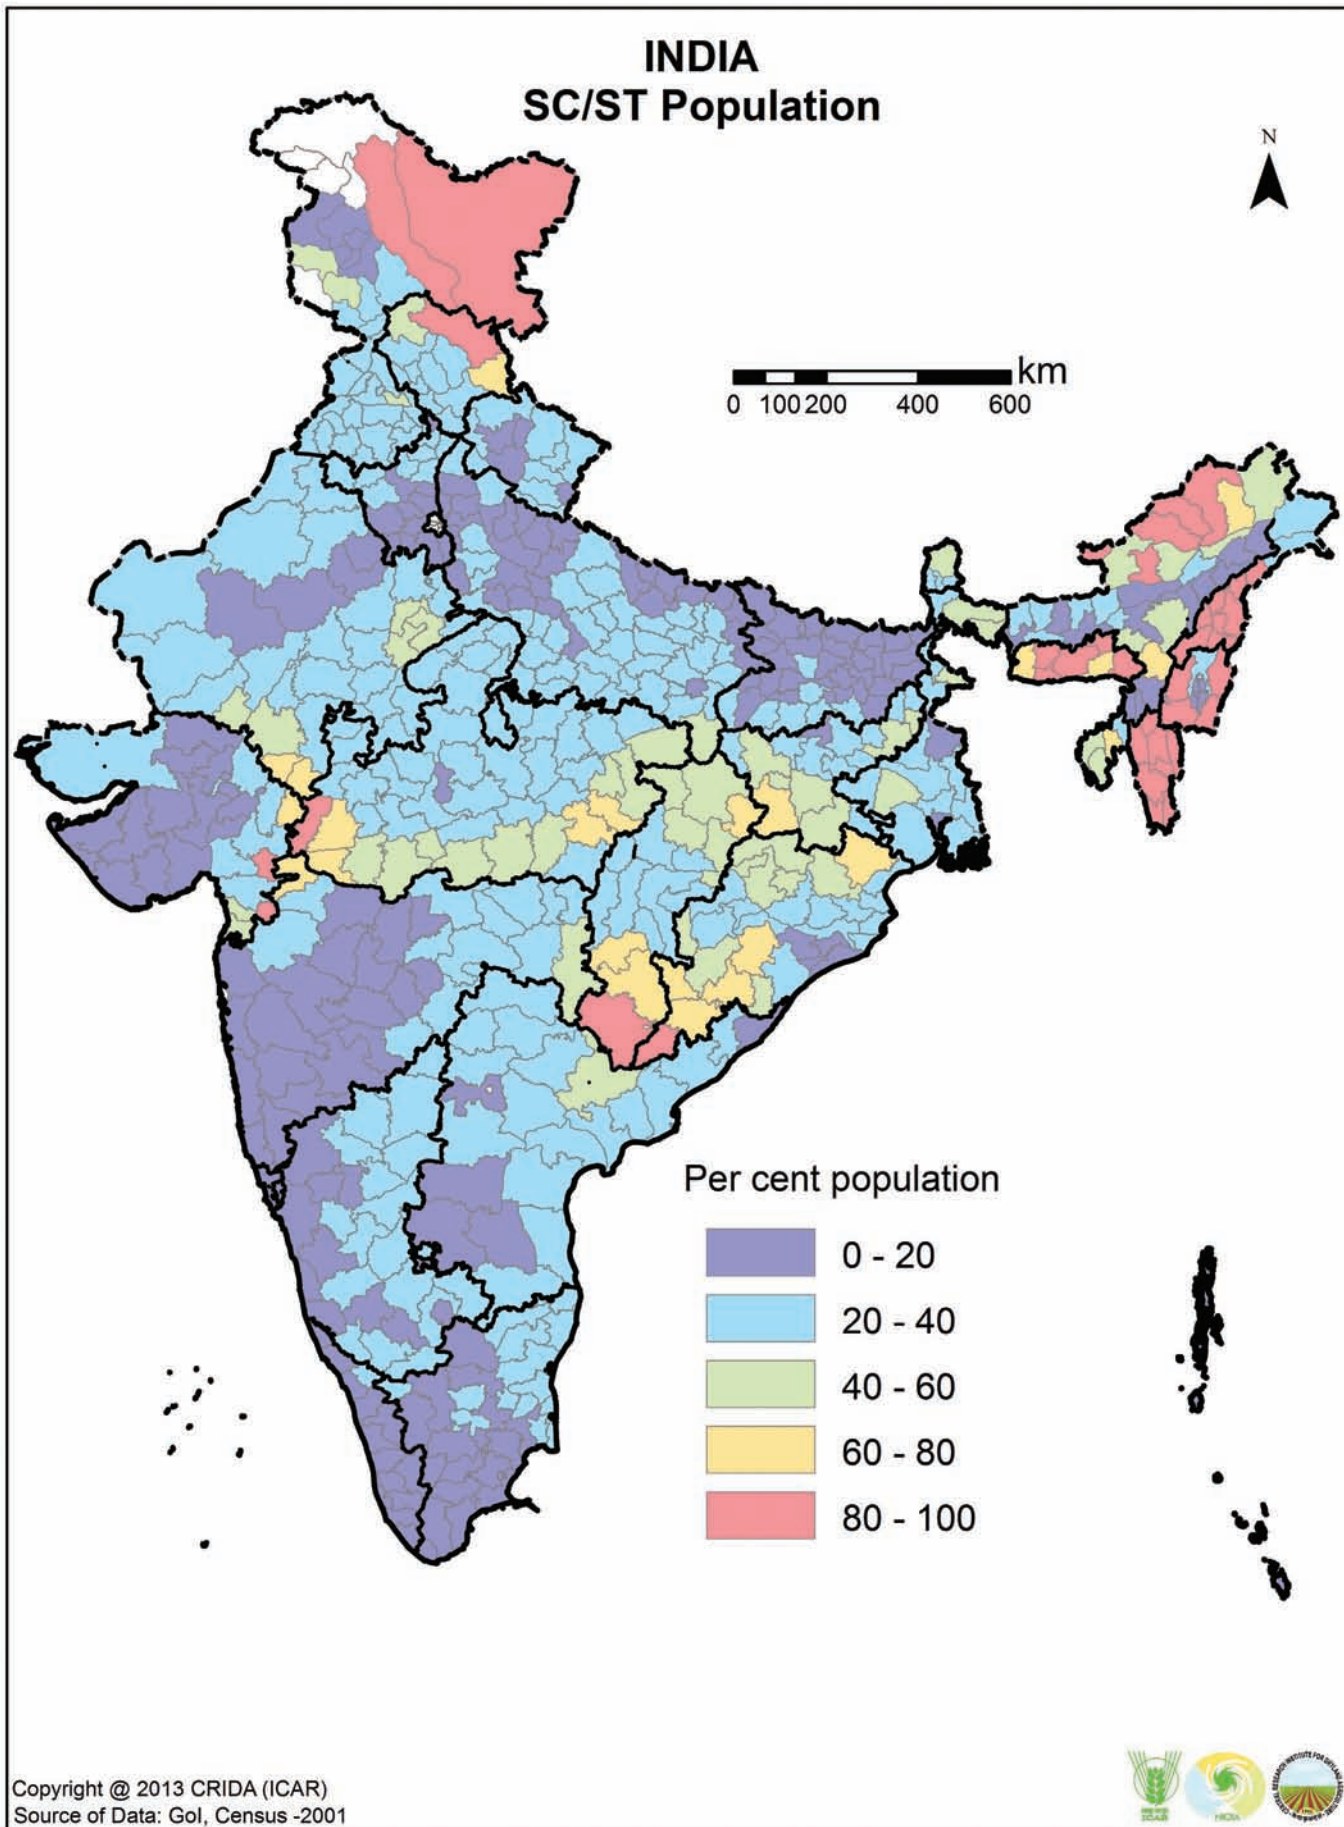 INDIA
SC/ST Population
N
km
0 100 200 400 600
Per cent population
0 - 20
20 - 40
40 - 60
60 - 80
80 - 100
Copyright @ 2013 CRIDA (ICAR)
Source of Data: GoI, Census -2001